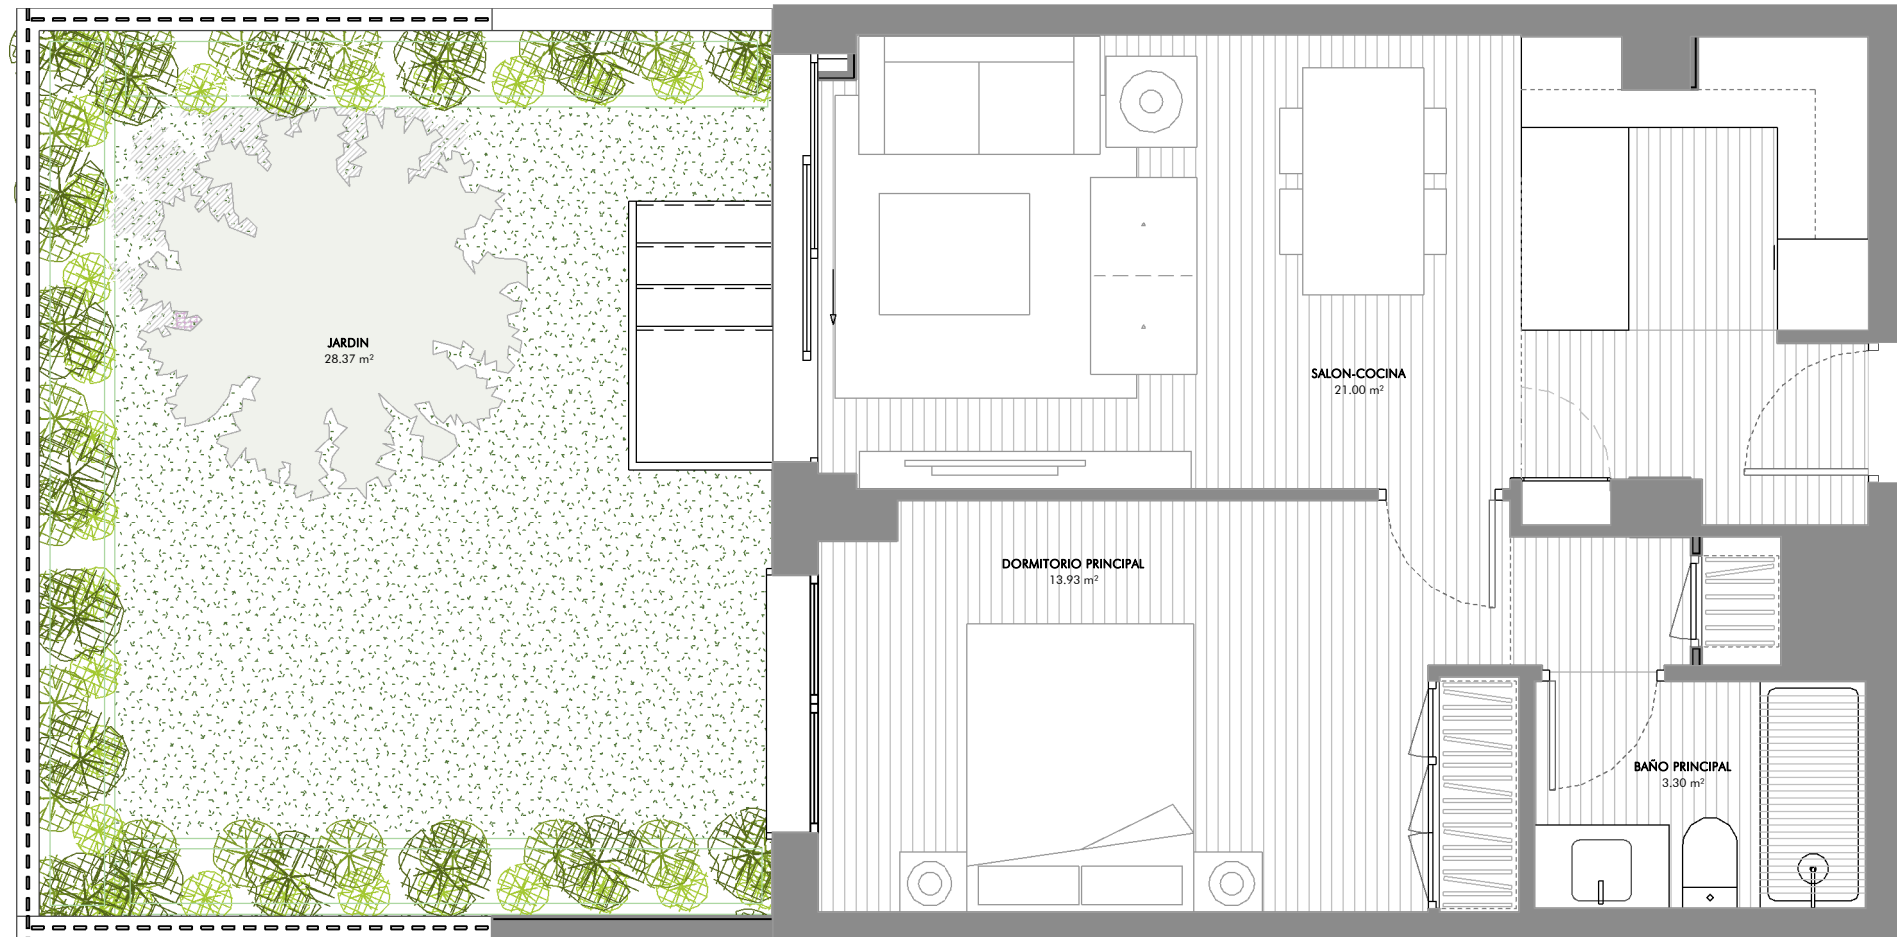 JARDIN
28.37 m²
SALON-COCINA
21.00 m²
DORMITORIO PRINCIPAL
13.93 m²
BAÑO PRINCIPAL
3.30 m²